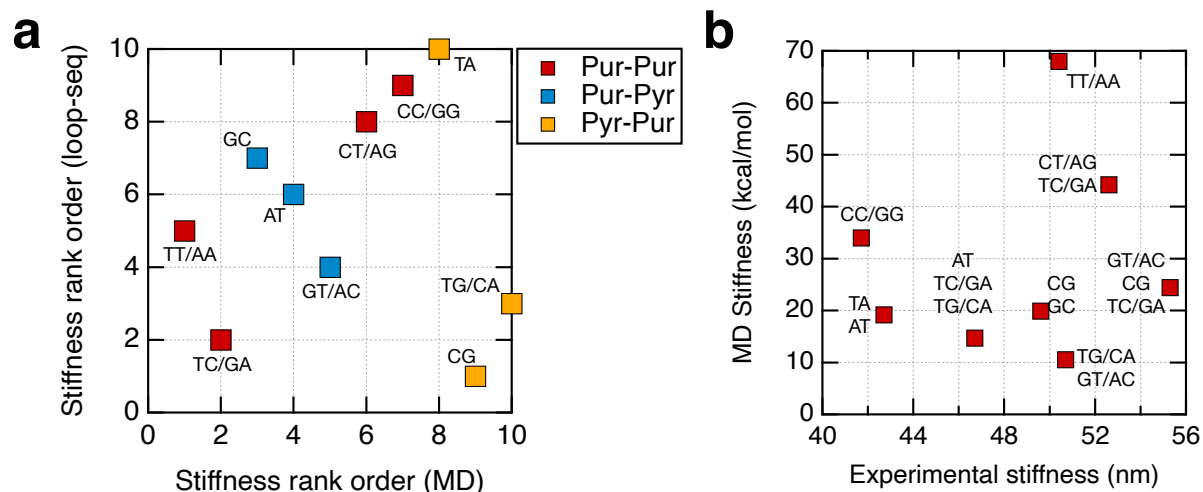 a
Stiffness rank order (loop-seq)
10
8
6
4
2
0
0
2
4
6
8
10
Stiffness rank order (MD)
TA
CC/GG
CT/AG
GC
AT
TT/AA
GT/AC
TG/CA
TC/GA
CG
Pur-Pur
Pur-Pyr
Pyr-Pur
b
MD Stiffness (kcal/mol)
70
60
50
40
30
20
10
0
40
44
48
52
56
Experimental stiffness (nm)
TT/AA
CT/AG
TC/GA
CC/GG
AT
TC/GA
TG/CA
GT/AC
CG
TC/GA
CG
GC
TA
AT
TG/CA
GT/AC